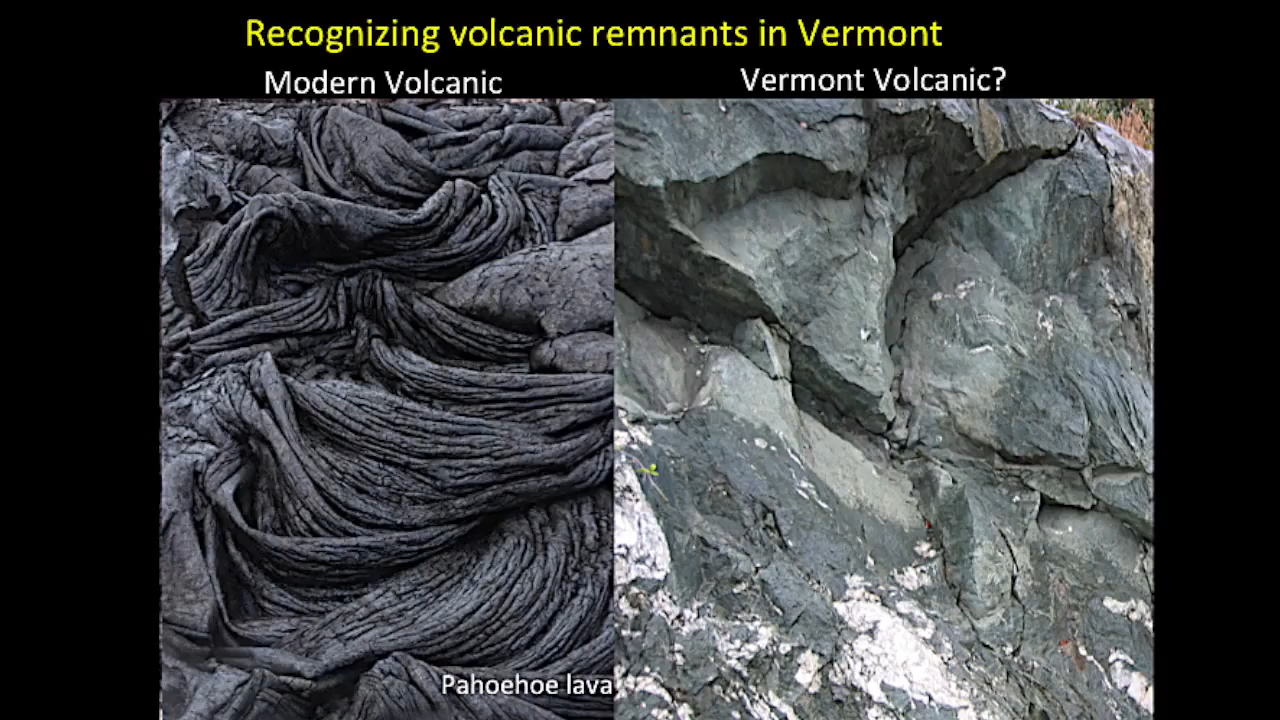 Recognizing volcanic remnants in Vermont
Modern Volcanic
Vermont Volcanic?
Pahoehoe lava